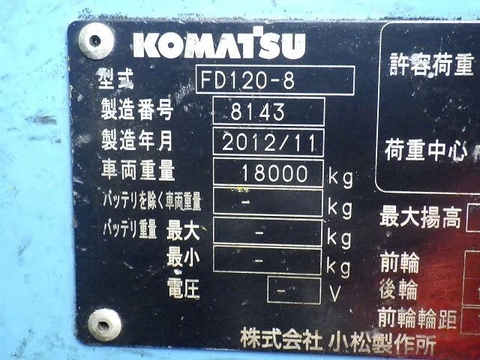 KOMATSU
型式 FD120-8
製造番号 8143
製造年月 2012/11
車両重量 18000 kg
バッテリを除く車両重量 - kg
バッテリ重量 最大 - kg
最小 - kg
電圧 - V
株式会社 小松製作所
許容荷重
荷重中心
最大揚高
前輪
後輪
前輪輪距